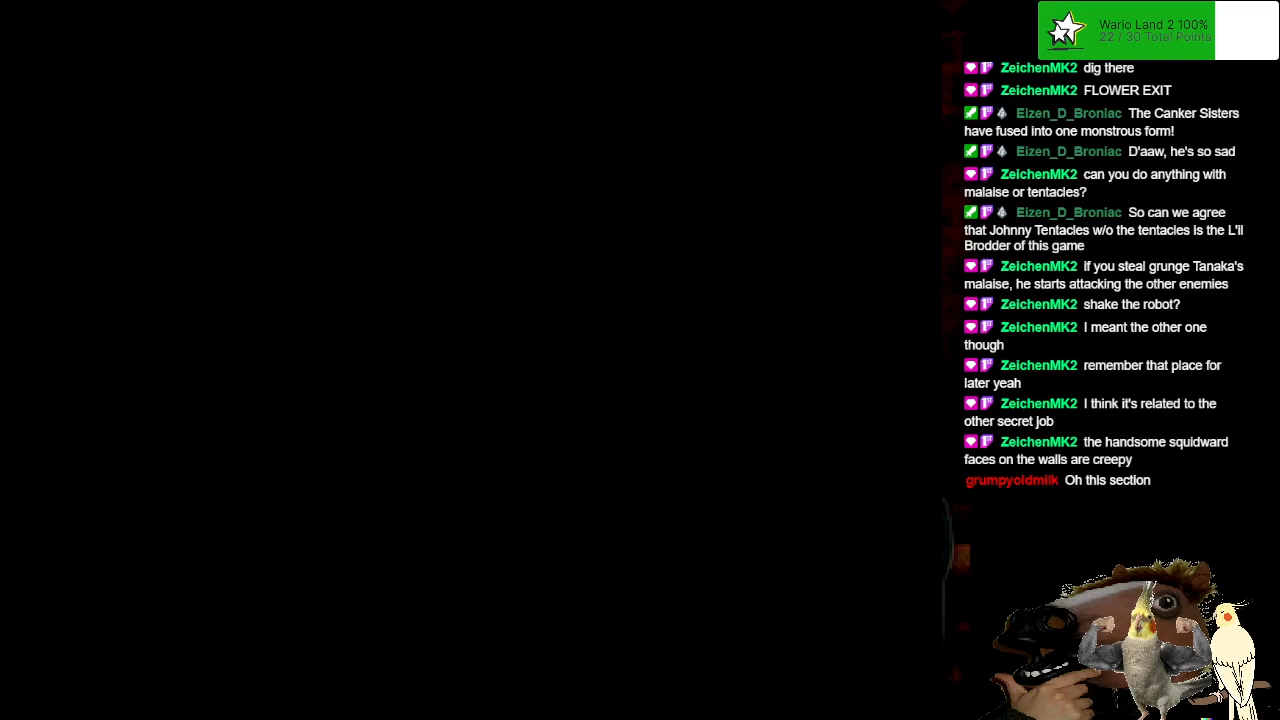 Wario Land 2 100%
22 / 30 Total Points
ZeichenMK2 dig there
ZeichenMK2 FLOWER EXIT
Eizen_D_Broniac The Canker Sisters
have fused into one monstrous form!
Eizen_D_Broniac D'aaw, he's so sad
ZeichenMK2 can you do anything with
malaise or tentacles?
Eizen_D_Broniac So can we agree
that Johnny Tentacles w/o the tentacles is the L'il
Brodder of this game
ZeichenMK2 If you steal grunge Tanaka's
malaise, he starts attacking the other enemies
ZeichenMK2 shake the robot?
ZeichenMK2 I meant the other one
though
ZeichenMK2 remember that place for
later yeah
ZeichenMK2 I think it's related to the
other secret job
ZeichenMK2 the handsome squidward
faces on the walls are creepy
grumpyoldmilk Oh this section